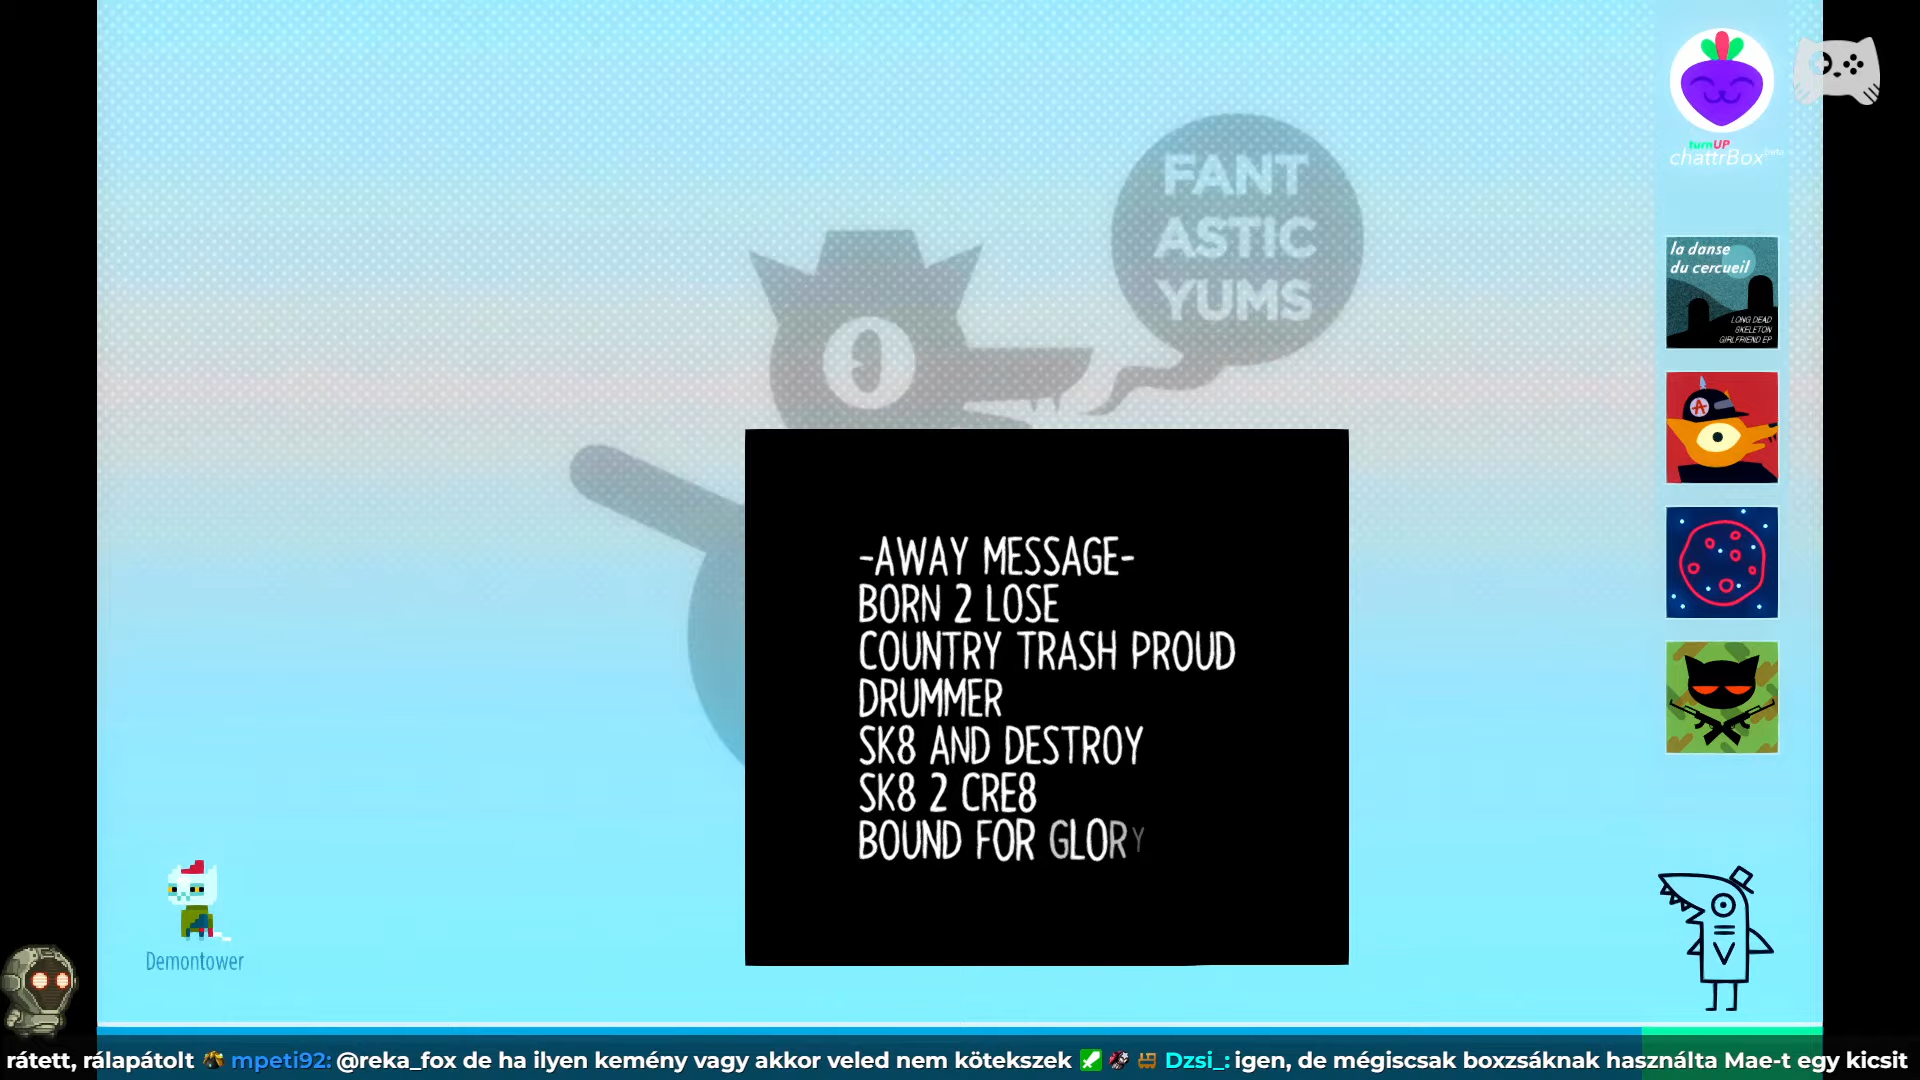 FANT
ASTIC
YUMS
turnUP
chattrBox beta
la danse
du cercueil
LONG DEAD
SKELETON
GIRLFRIEND EP
A
-AWAY MESSAGE-
BORN 2 LOSE
COUNTRY TRASH PROUD
DRUMMER
SK8 AND DESTROY
SK8 2 CRE8
BOUND FOR GLORY
Demontower
rátett, rálapátolt mpeti92: @reka_fox de ha ilyen kemény vagy akkor veled nem kötekszek Dzsi_: igen, de mégiscsak boxzsáknak használta Mae-t egy kicsit